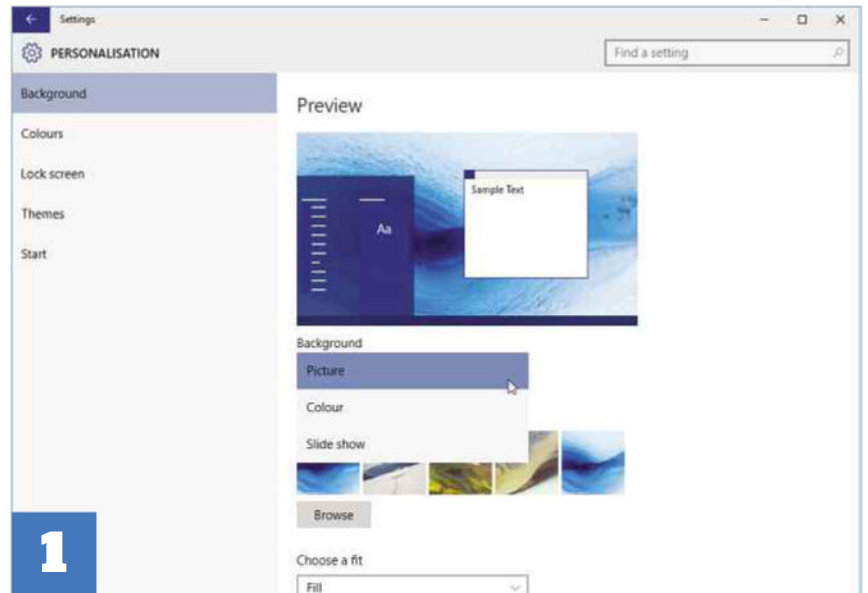 Settings
PERSONALISATION
Find a setting
Background
Colours
Lock screen
Themes
Start
Preview
Sample Text
Aa
Background
Picture
Colour
Slide show
Browse
Choose a fit
Fill
1